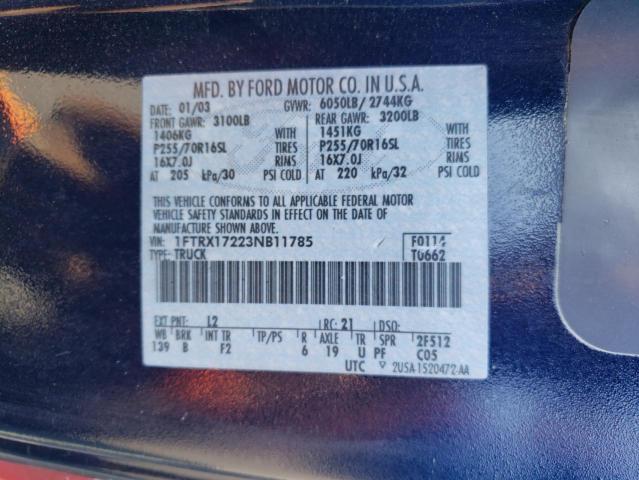 MFD. BY FORD MOTOR CO. IN U.S.A.
DATE: 01/03 GVWR: 6050LB/ 2744KG
FRONT GAWR: 3100LB REAR GAWR: 3200LB
1406KG WITH 1451KG WITH
P255/70R16SL TIRES P255/70R16SL TIRES
16X7.0J RIMS 16X7.0J RIMS
AT 205 kPa/30 PSI COLD AT 220 kPa/32 PSI COLD
THIS VEHICLE CONFORMS TO ALL APPLICABLE FEDERAL MOTOR
VEHICLE SAFETY STANDARDS IN EFFECT ON THE DATE OF
MANUFACTURE SHOWN ABOVE.
VIN: 1FTRX17223NB11785 F0114
TYPE: TRUCK T0662
EXT PNT: L2 RC: 21 DSO:
WB BRK INT TR TP/PS R AXLE TR SPR 2F512
139 B F2 6 19 U PF C05
UTC 2USA-1520472-AA